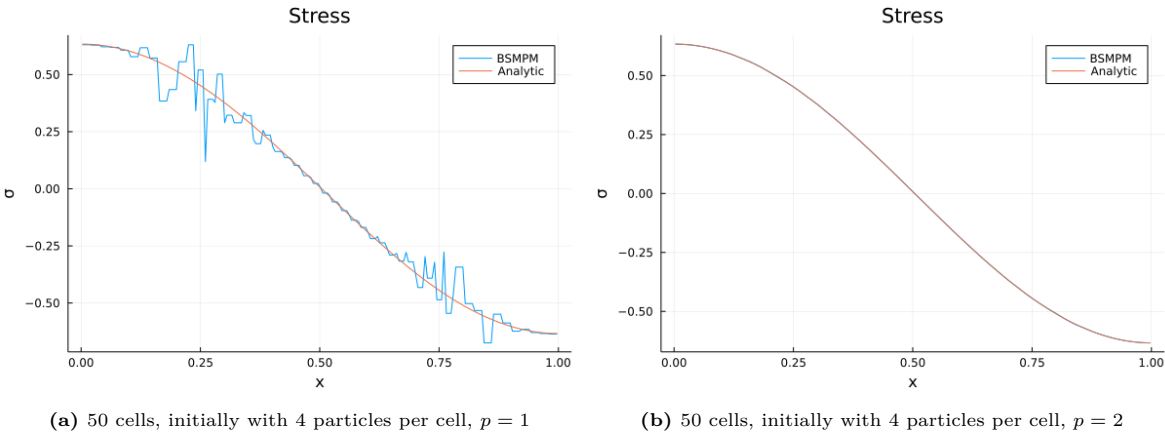 Stress
BSMPM
Analytic
0.50
0.25
0.00
−0.25
−0.50
σ
0.00 0.25 0.50 0.75 1.00
x
(a) 50 cells, initially with 4 particles per cell, p = 1
Stress
BSMPM
Analytic
0.50
0.25
0.00
−0.25
−0.50
σ
0.00 0.25 0.50 0.75 1.00
x
(b) 50 cells, initially with 4 particles per cell, p = 2